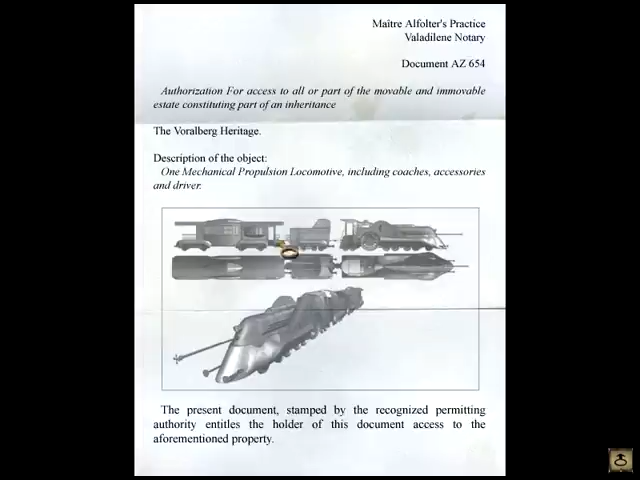 Maître Alfolter's Practice
Valadilene Notary
Document AZ 654
Authorization For access to all or part of the movable and immovable
estate constituting part of an inheritance
The Voralberg Heritage.
Description of the object:
One Mechanical Propulsion Locomotive, including coaches, accessories
and driver.
The present document, stamped by the recognized permitting
authority entitles the holder of this document access to the
aforementioned property.